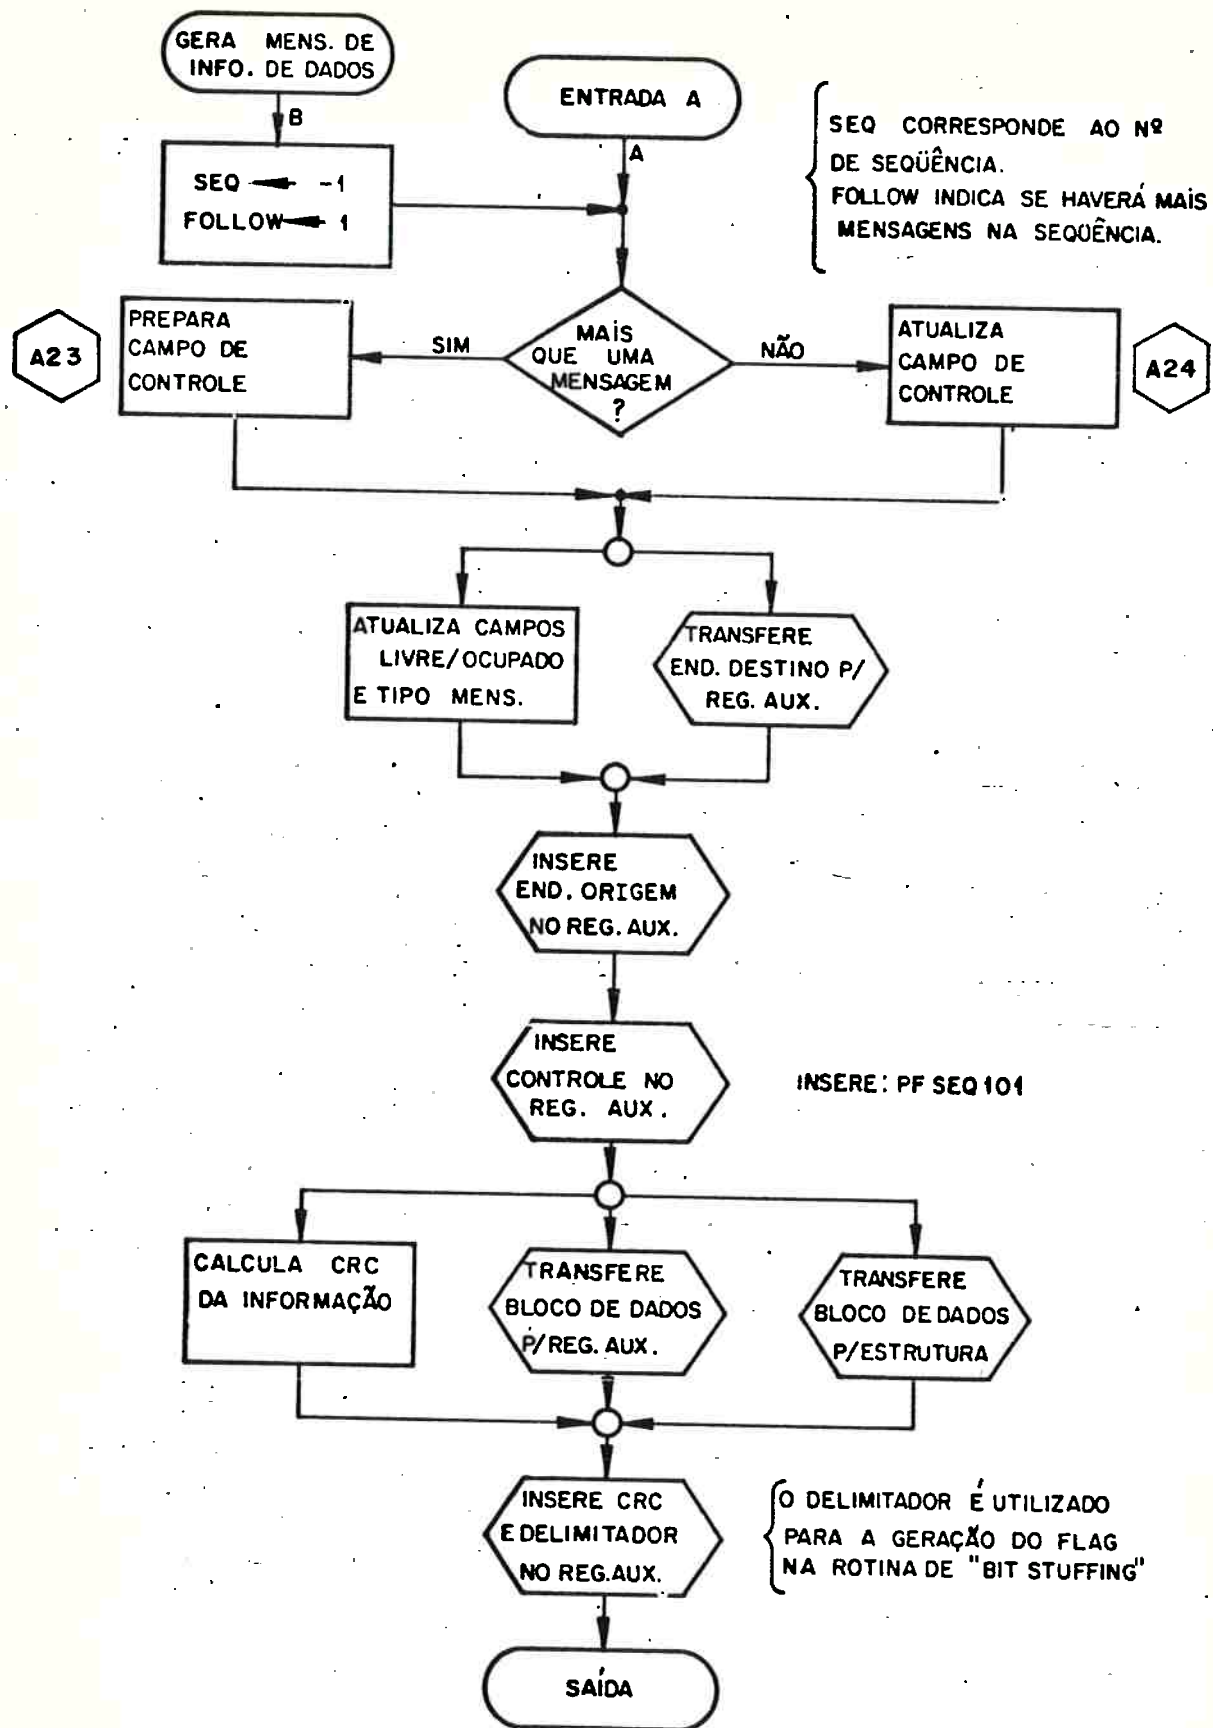 GERA MENS. DE
INFO. DE DADOS
B
SEQ ← -1
FOLLOW ← 1
ENTRADA A
A
SEQ CORRESPONDE AO Nº
DE SEQÜÊNCIA.
FOLLOW INDICA SE HAVERÁ MAIS
MENSAGENS NA SEQÜÊNCIA.
A23
PREPARA
CAMPO DE
CONTROLE
SIM
MAIS
QUE UMA
MENSAGEM
?
NÃO
ATUALIZA
CAMPO DE
CONTROLE
A24
ATUALIZA CAMPOS
LIVRE/OCUPADO
E TIPO MENS.
TRANSFERE
END. DESTINO P/
REG. AUX.
INSERE
END. ORIGEM
NO REG. AUX.
INSERE
CONTROLE NO
REG. AUX.
INSERE: PF SEQ 101
CALCULA CRC
DA INFORMAÇÃO
TRANSFERE
BLOCO DE DADOS
P/REG. AUX.
TRANSFERE
BLOCO DE DADOS
P/ESTRUTURA
INSERE CRC
E DELIMITADOR
NO REG. AUX.
O DELIMITADOR É UTILIZADO
PARA A GERAÇÃO DO FLAG
NA ROTINA DE "BIT STUFFING"
SAÍDA